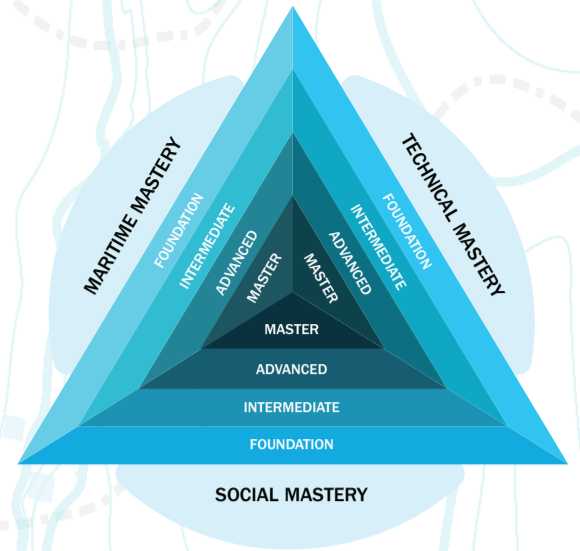 MARITIME MASTERY
FOUNDATION
INTERMEDIATE
ADVANCED
MASTER
TECHNICAL MASTERY
FOUNDATION
INTERMEDIATE
ADVANCED
MASTER
MASTER
ADVANCED
INTERMEDIATE
FOUNDATION
SOCIAL MASTERY